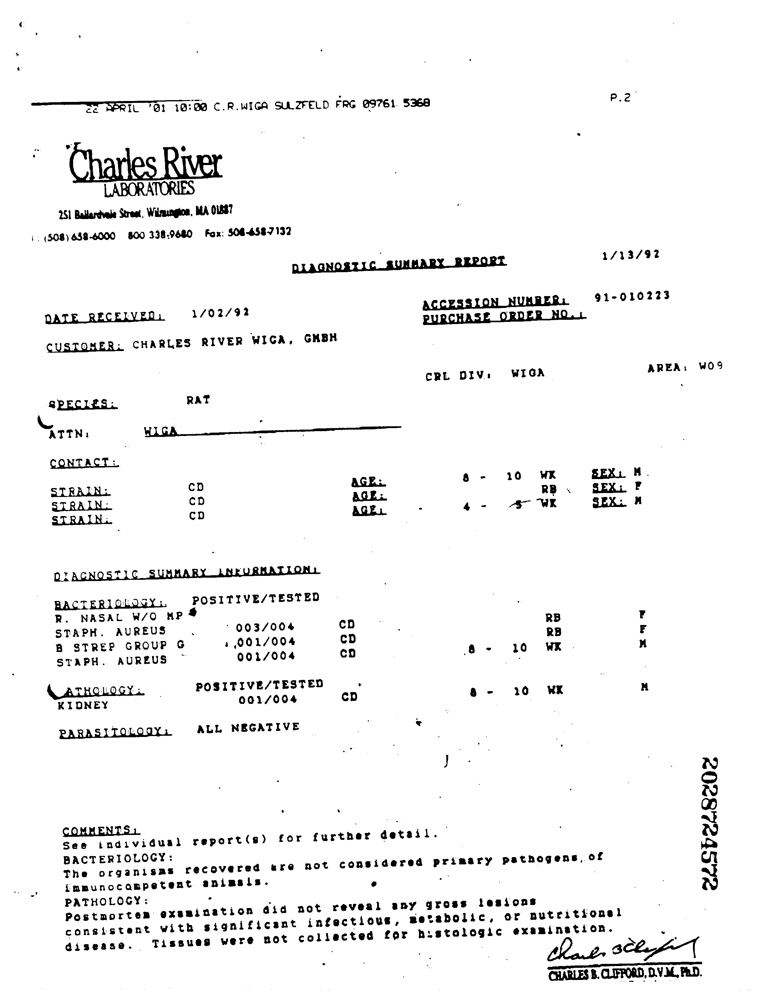 22 APRIL '01 10:00 C.R.WIGA SULZFELD FRG 09761 5368 P.2
Charles River
LABORATORIES
251 Ballardvale Street, Wilmington, MA 01887
(508) 658-6000 800 338-9680 Fax: 508-658-7132
DIAGNOSTIC SUMMARY REPORT 1/13/92
DATE RECEIVED: 1/02/92 ACCESSION NUMBER: 91-010223
PURCHASE ORDER NO.:
CUSTOMER: CHARLES RIVER WIGA, GMBH
CRL DIV: WIGA AREA: W09
SPECIES: RAT
ATTN: WIGA
CONTACT:
STRAIN: CD AGE: 8 - 10 WK SEX: M
STRAIN: CD AGE: RB SEX: F
STRAIN: CD AGE: 4 - 5 WK SEX: M
DIAGNOSTIC SUMMARY INFORMATION:
BACTERIOLOGY: POSITIVE/TESTED
R. NASAL W/O MP
STAPH. AUREUS 003/004 CD RB F
B STREP GROUP G 001/004 CD RB F
STAPH. AUREUS 001/004 CD 8 - 10 WK M
ATHOLOGY: POSITIVE/TESTED
KIDNEY 001/004 CD 8 - 10 WK M
PARASITOLOGY: ALL NEGATIVE
COMMENTS:
See individual report(s) for further detail.
BACTERIOLOGY:
The organisms recovered are not considered primary pathogens of
immunocompetent animals.
PATHOLOGY:
Postmortem examination did not reveal any gross lesions
consistent with significant infectious, metabolic, or nutritional
disease. Tissues were not collected for histologic examination.
CHARLES B. CLIFFORD, D.V.M., Ph.D.
2028724572